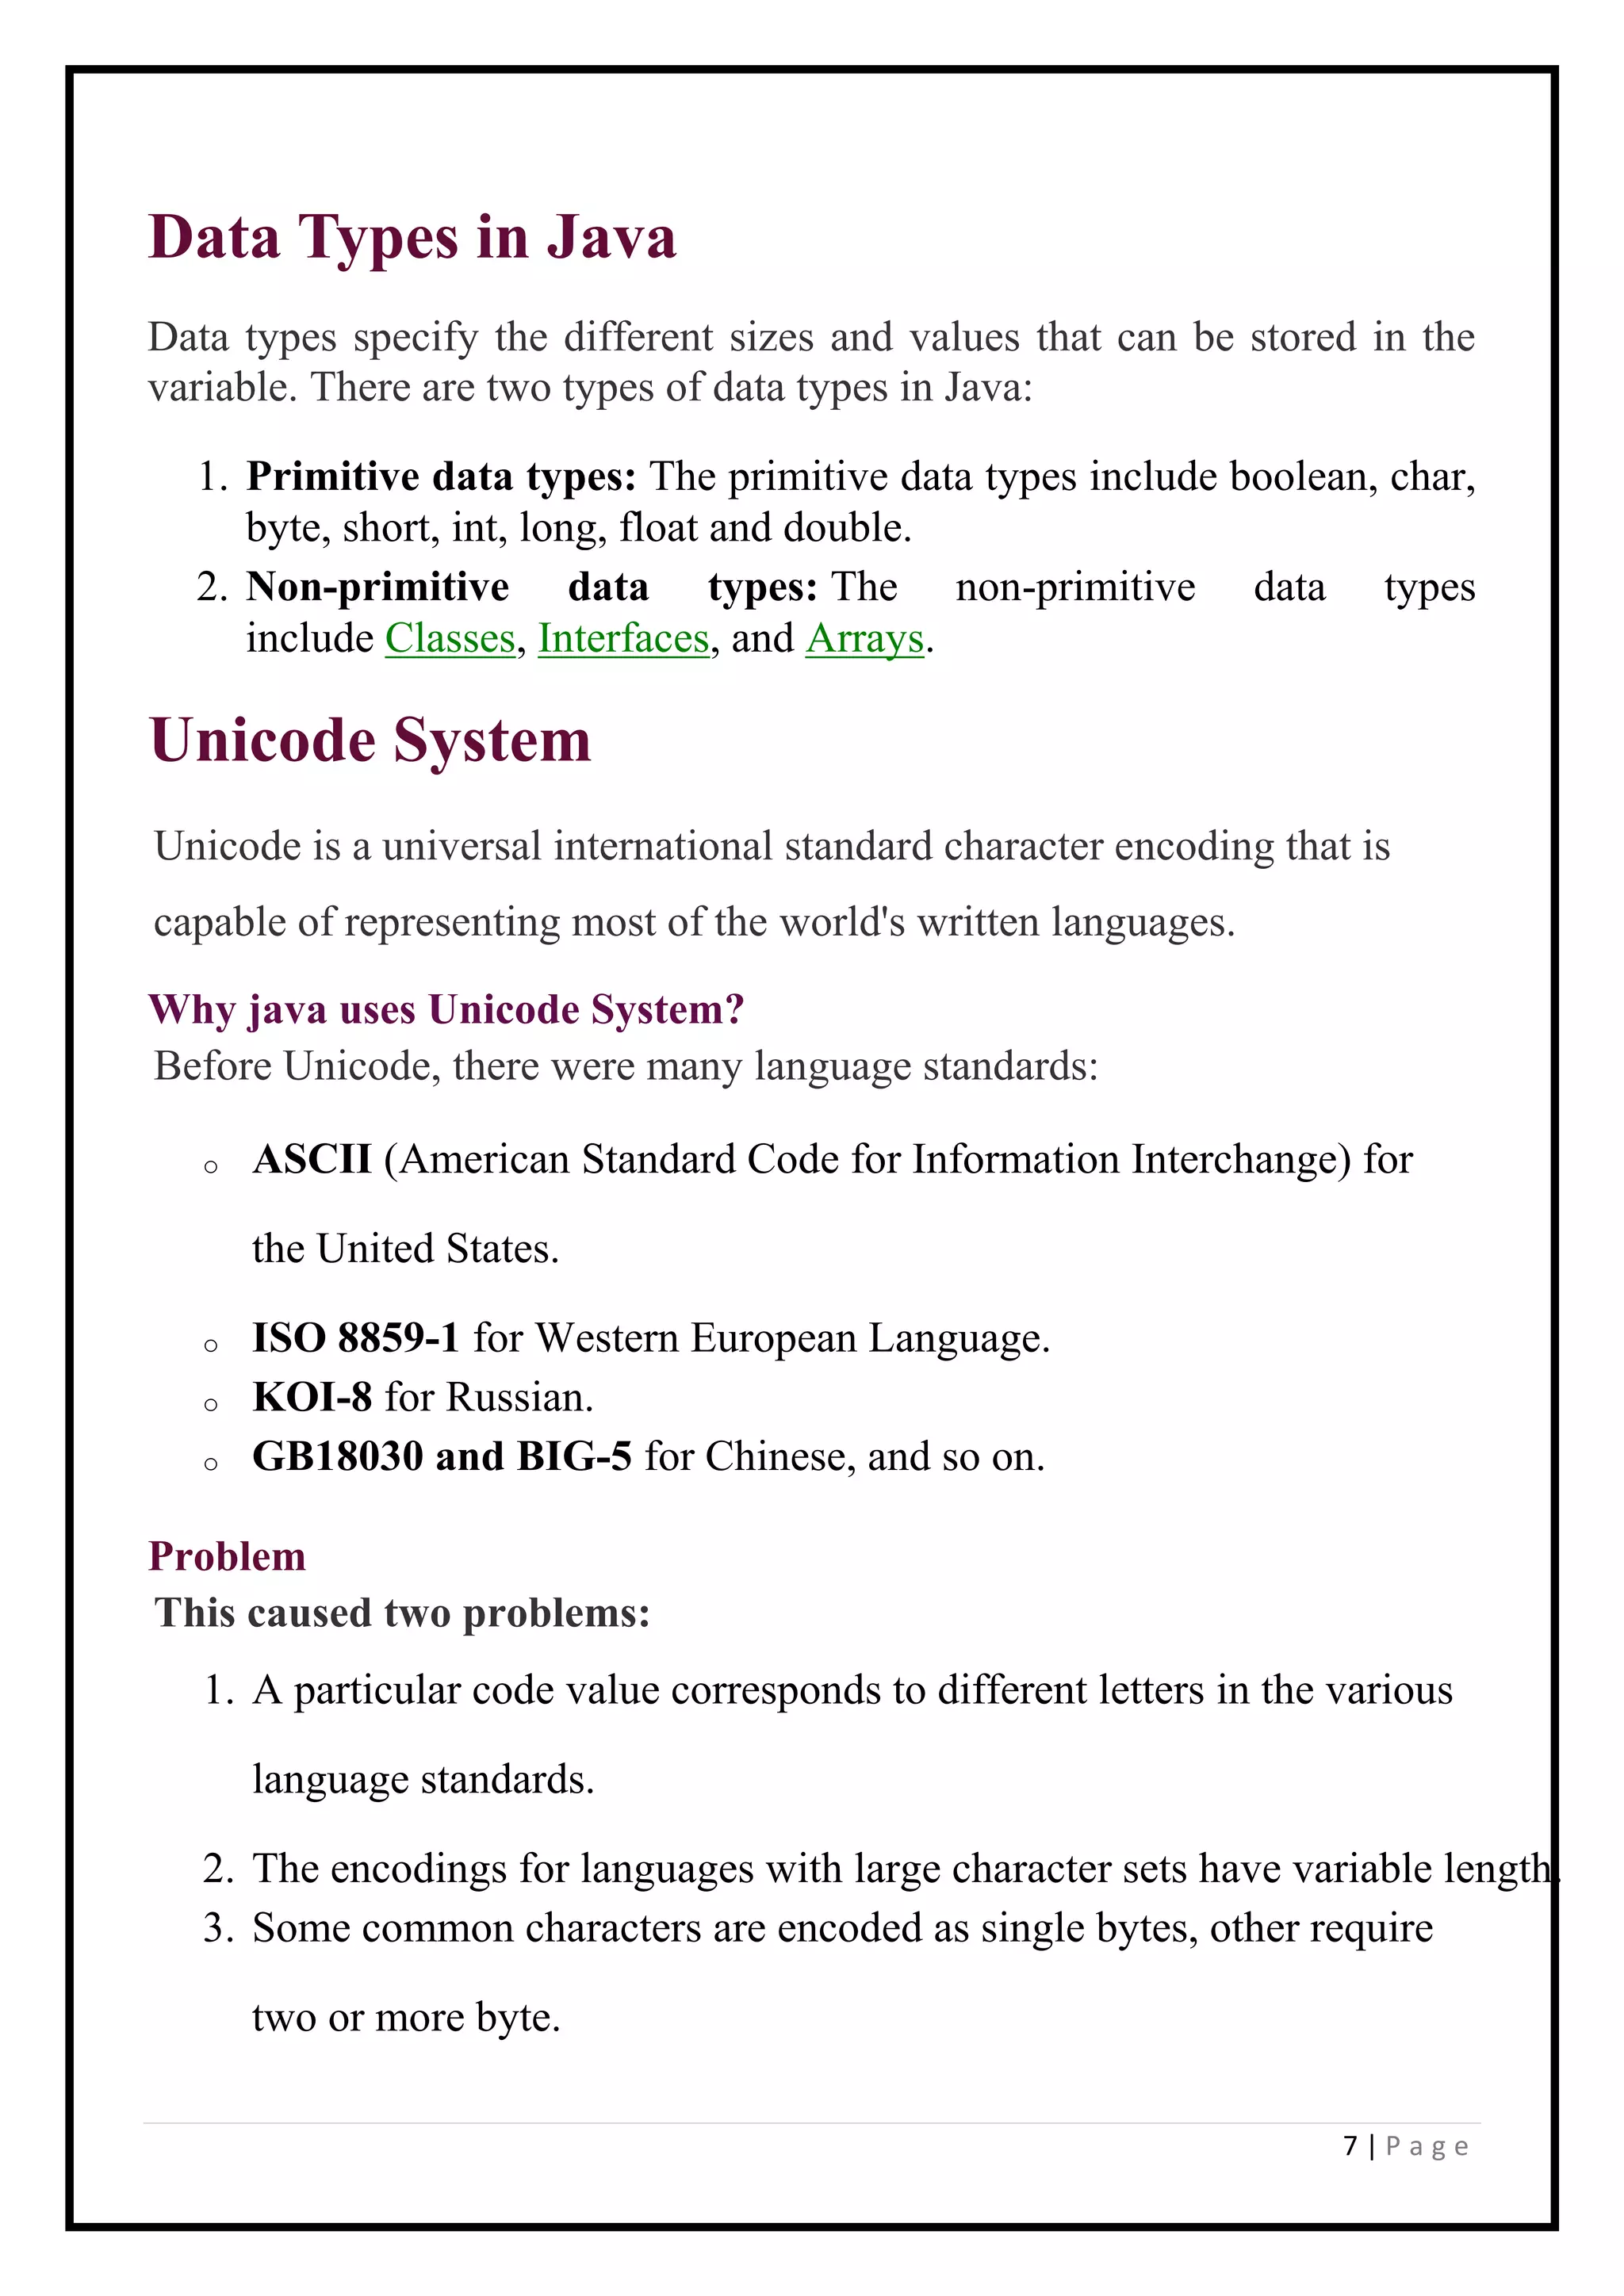 Data Types in Java
Data types specify the different sizes and values that can be stored in the
variable. There are two types of data types in Java:
1. Primitive data types: The primitive data types include boolean, char,
byte, short, int, long, float and double.
2. Non-primitive data types: The non-primitive data types
include Classes, Interfaces, and Arrays.
Unicode System
Unicode is a universal international standard character encoding that is
capable of representing most of the world's written languages.
Why java uses Unicode System?
Before Unicode, there were many language standards:
o ASCII (American Standard Code for Information Interchange) for
the United States.
o ISO 8859-1 for Western European Language.
o KOI-8 for Russian.
o GB18030 and BIG-5 for Chinese, and so on.
Problem
This caused two problems:
1. A particular code value corresponds to different letters in the various
language standards.
2. The encodings for languages with large character sets have variable length.
3. Some common characters are encoded as single bytes, other require
two or more byte.
7 | P a g e